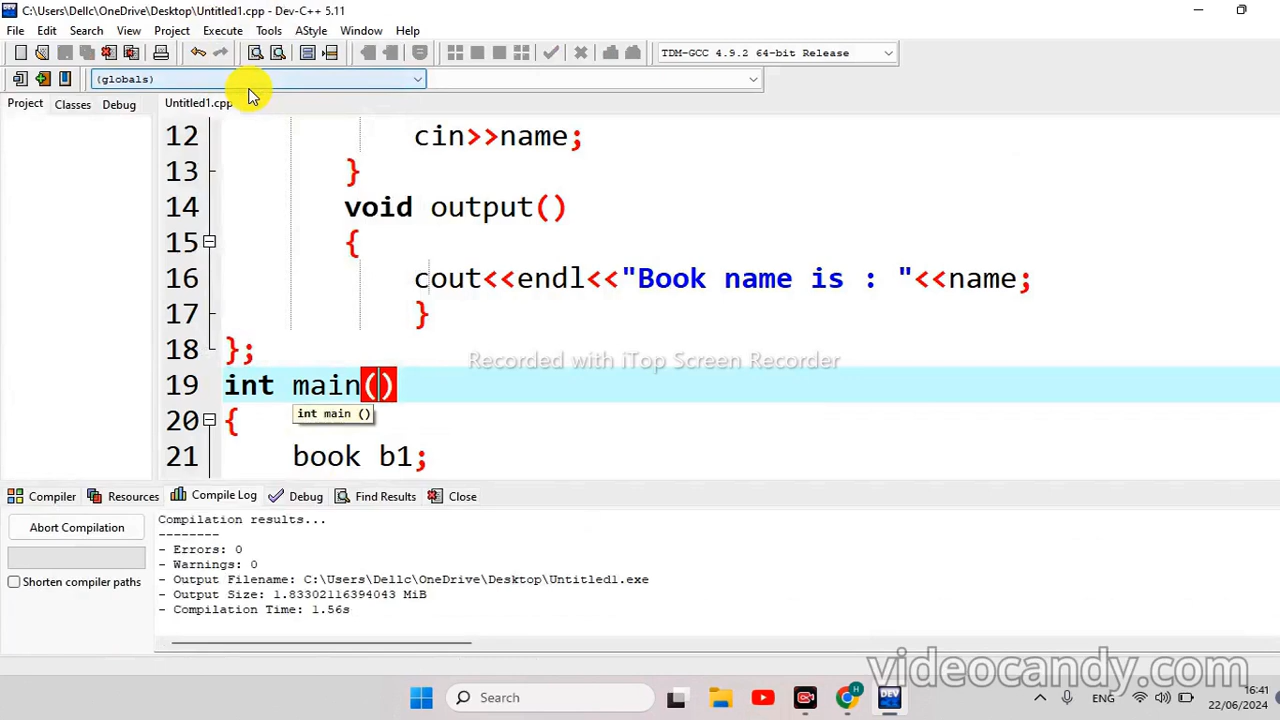 C:\Users\Dellc\OneDrive\Desktop\Untitled1.cpp - Dev-C++ 5.11
File Edit Search View Project Execute Tools AStyle Window Help
TDM-GCC 4.9.2 64-bit Release
(globals)
Project Classes Debug Untitled1.cpp
12 cin>>name;
13 }
14 void output()
15 {
16 cout<<endl<<"Book name is : "<<name;
17 }
18 };
Recorded with iTop Screen Recorder
19 int main()
int main ()
20 {
21 book b1;
Compiler Resources Compile Log Debug Find Results Close
Abort Compilation
Shorten compiler paths
Compilation results...
--------
- Errors: 0
- Warnings: 0
- Output Filename: C:\Users\Dellc\OneDrive\Desktop\Untitled1.exe
- Output Size: 1.83302116394043 MiB
- Compilation Time: 1.56s
videocandy.com
Search
DEV
ENG
16:41
22/06/2024